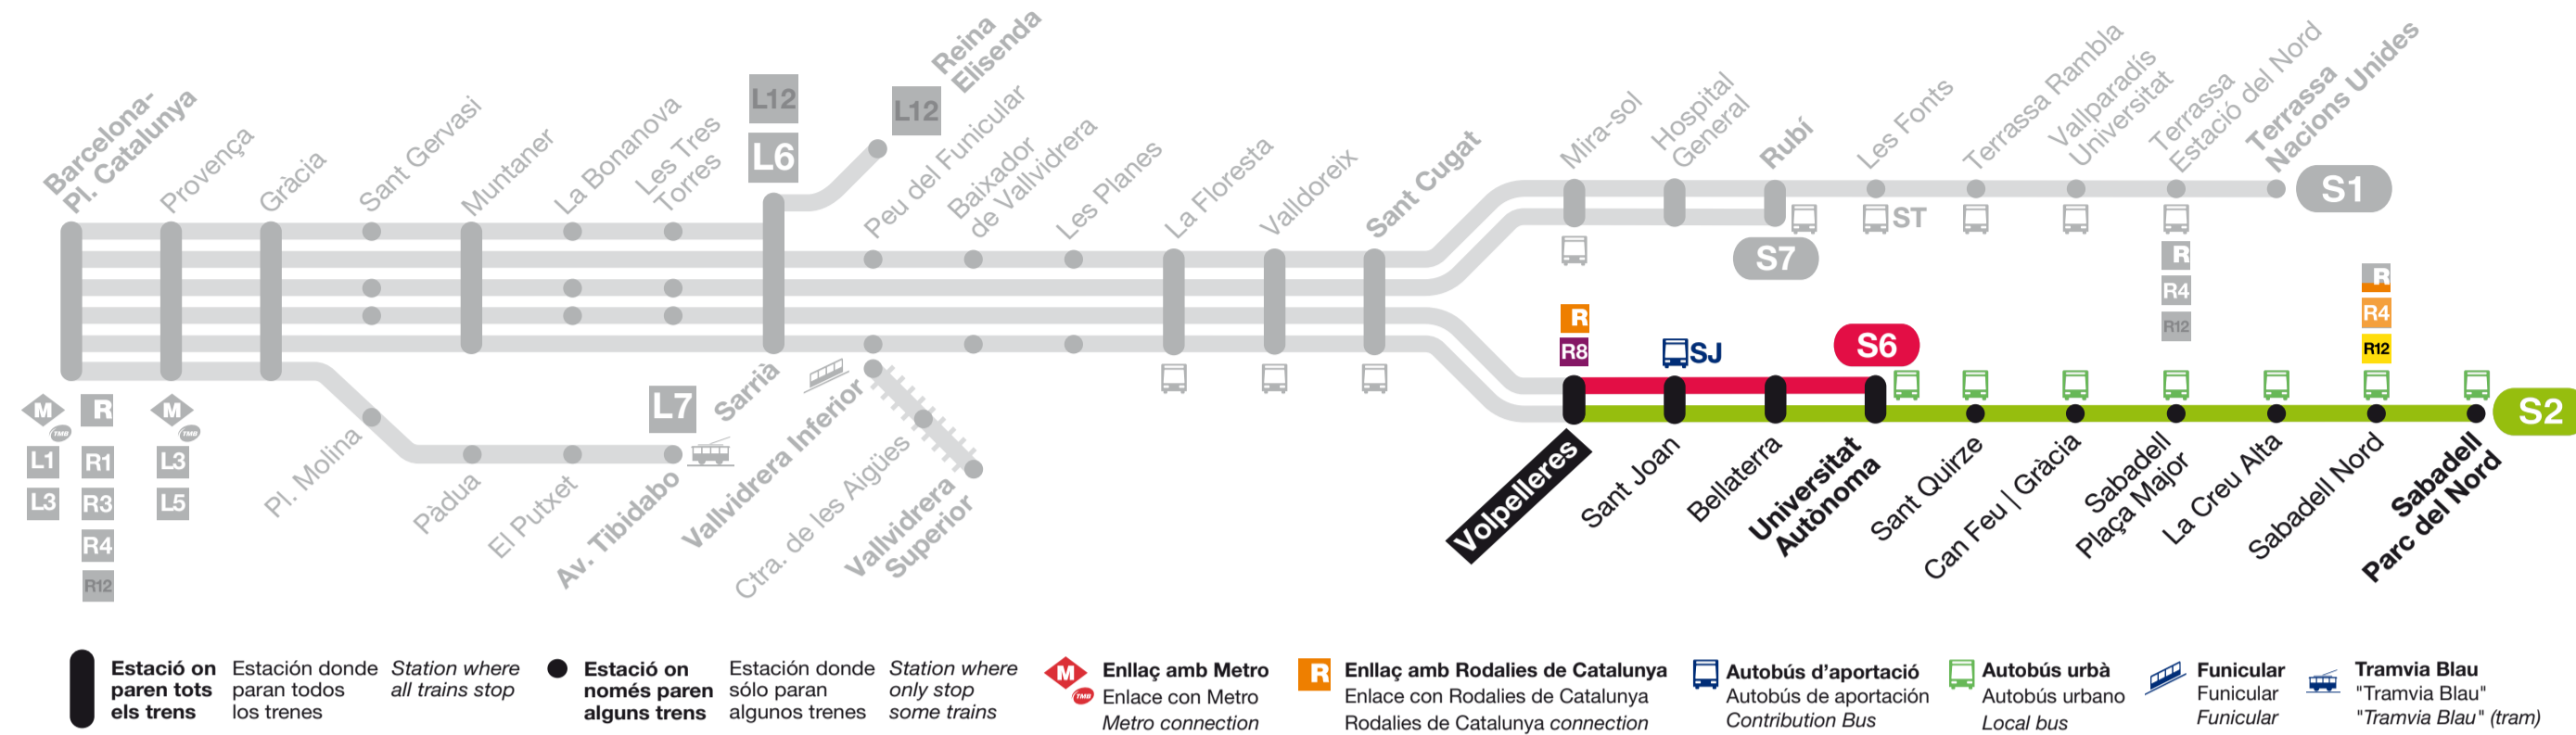 Barcelona-
Pl. Catalunya
Provença
Gràcia
Sant Gervasi
Muntaner
La Bonanova
Les Tres
Torres
L12
L6
Reina
Elisenda
L12
Peu del Funicular
Baixador
de Vallvidrera
Les Planes
La Floresta
Valldoreix
Sant Cugat
Mira-sol
Hospital
General
Rubí
Les Fonts
Terrassa Rambla
Vallparadís
Universitat
Terrassa
Estació del Nord
Terrassa
Nacions Unides
S1
ST
S7
R
R4
R12
R
R4
R12
R
R8
SJ
S6
S2
M
TMB
L1
L3
R
R1
R3
R4
R12
M
TMB
L3
L5
Pl. Molina
Pàdua
El Putxet
Av. Tibidabo
L7
Sarrià
Vallvidrera Inferior
Ctra. de les Aigües
Vallvidrera
Superior
Volpelleres
Sant Joan
Bellaterra
Universitat
Autònoma
Sant Quirze
Can Feu | Gràcia
Sabadell
Plaça Major
La Creu Alta
Sabadell Nord
Sabadell
Parc del Nord
Estació on
paren tots
els trens
Estación donde
paran todos
los trenes
Station where
all trains stop
Estació on
només paren
alguns trens
Estación donde
sólo paran
algunos trenes
Station where
only stop
some trains
M
TMB
Enllaç amb Metro
Enlace con Metro
Metro connection
R
Enllaç amb Rodalies de Catalunya
Enlace con Rodalies de Catalunya
Rodalies de Catalunya connection
Autobús d'aportació
Autobús de aportación
Contribution Bus
Autobús urbà
Autobús urbano
Local bus
Funicular
Funicular
Funicular
Tramvia Blau
"Tramvia Blau"
"Tramvia Blau" (tram)